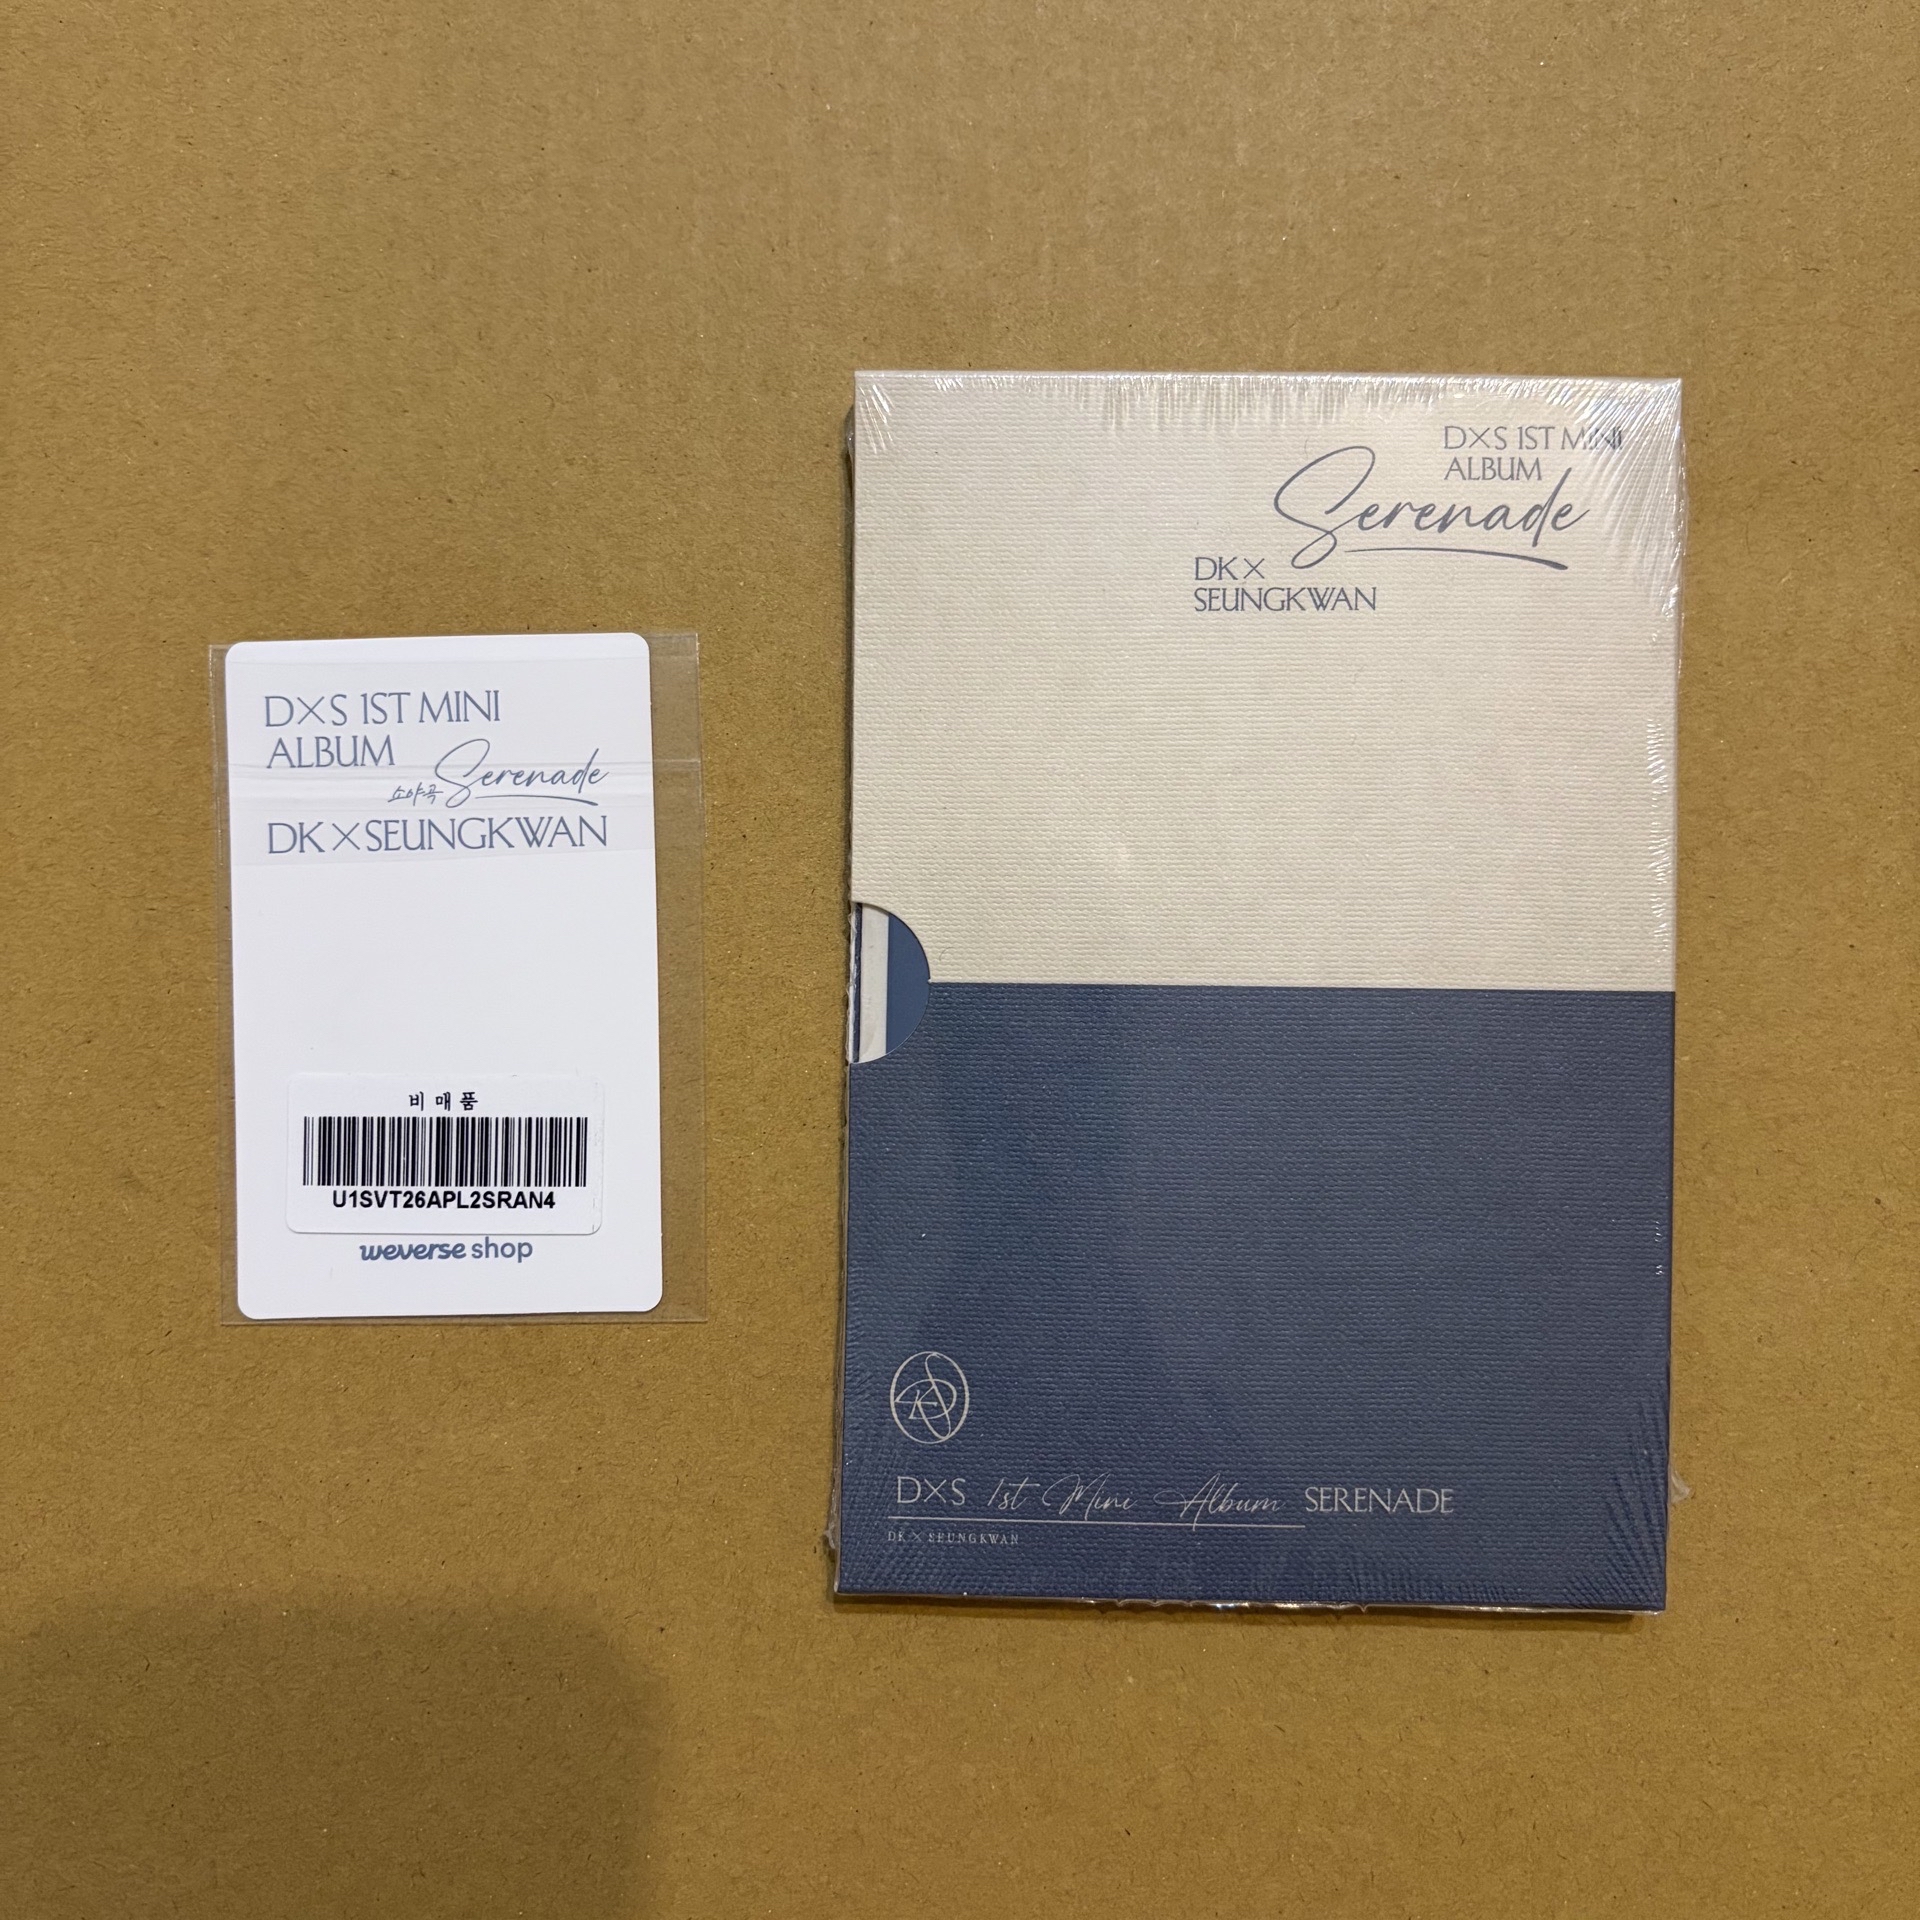 D×S 1ST MINI
ALBUM
소야곡 Serenade
DK×SEUNGKWAN
비매품
U1SVT26APL2SRAN4
weverse shop
D×S 1ST MINI
ALBUM
Serenade
DK×
SEUNGKWAN
D×S 1st Mini Album SERENADE
DK×SEUNGKWAN